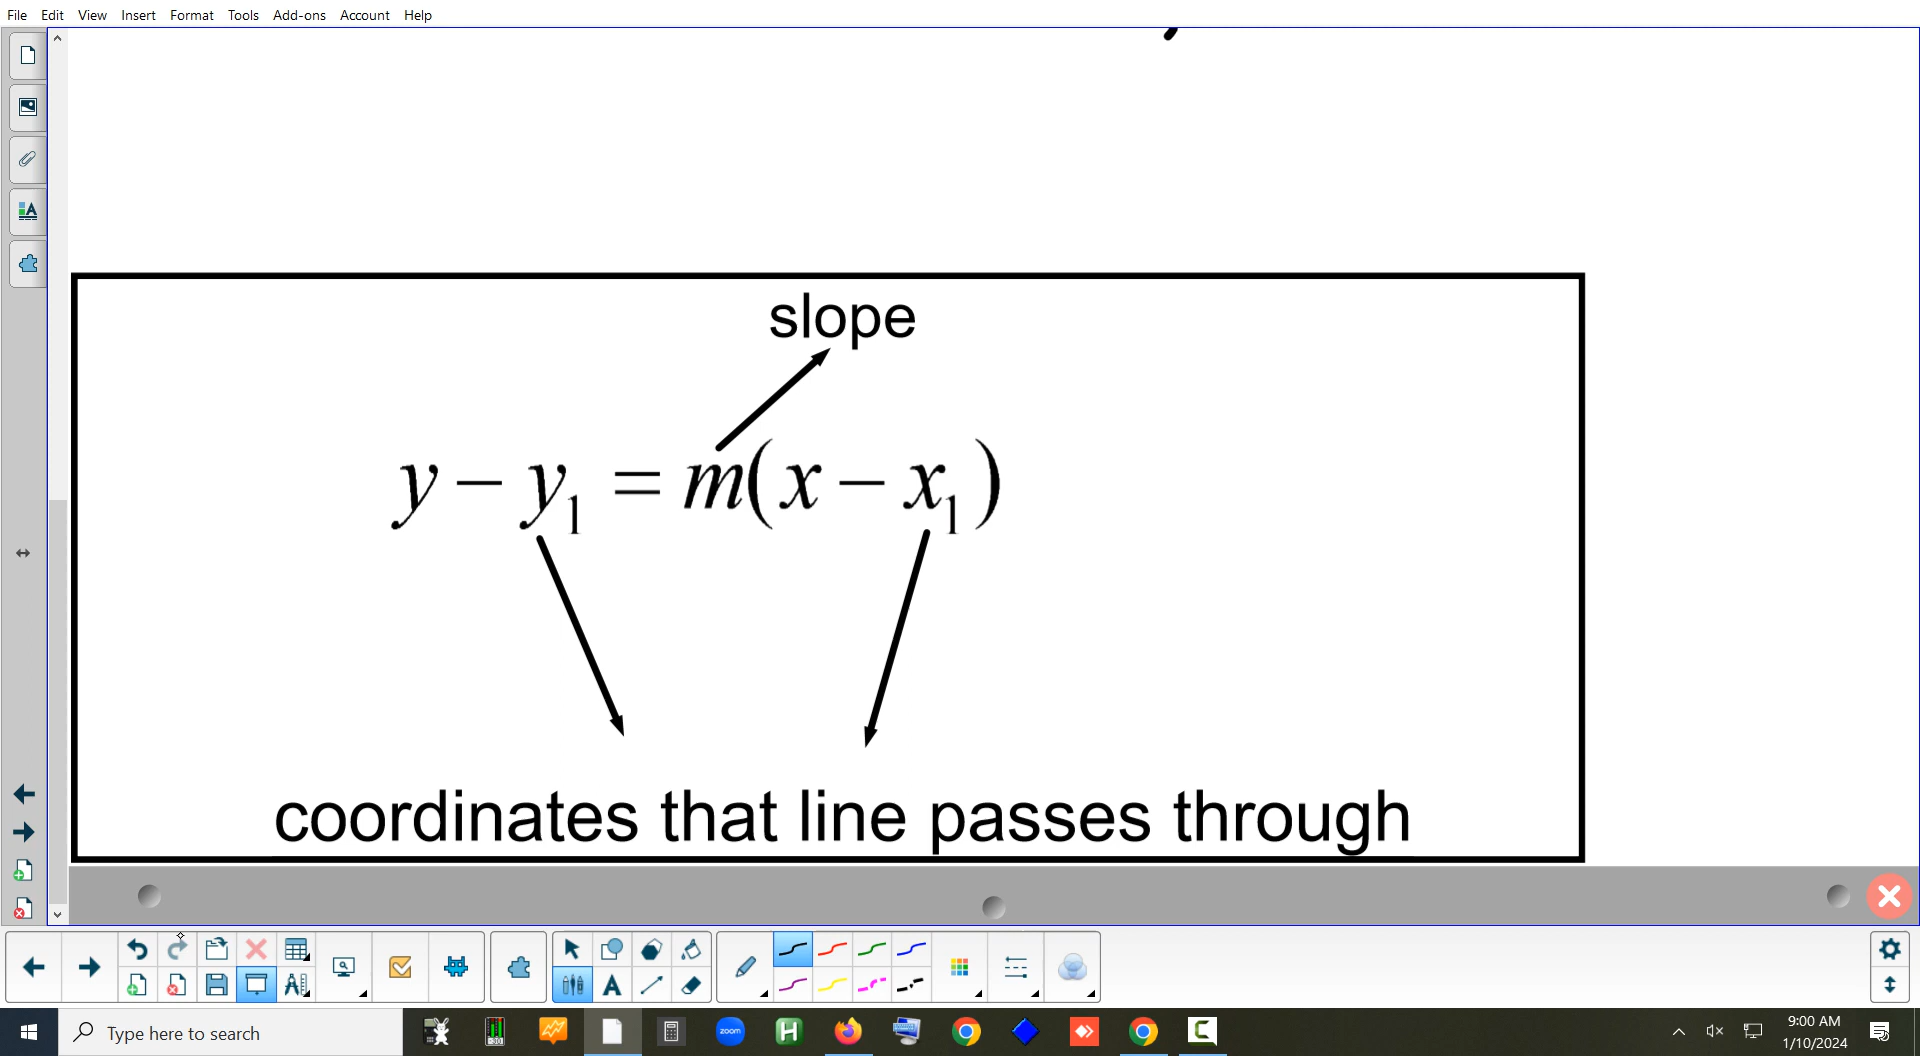 File Edit View Insert Format Tools Add-ons Account Help
slope
y − y₁ = m(x − x₁)
coordinates that line passes through
Type here to search
zoom
9:00 AM
1/10/2024